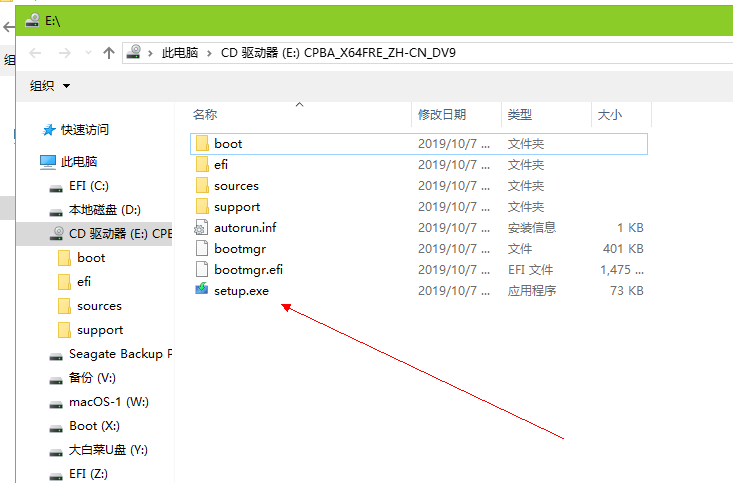 E:\
此电脑 CD 驱动器 (E:) CPBA_X64FRE_ZH-CN_DV9
组织
名称 修改日期 类型 大小
boot 2019/10/7 ... 文件夹
efi 2019/10/7 ... 文件夹
sources 2019/10/7 ... 文件夹
support 2019/10/7 ... 文件夹
autorun.inf 2019/10/7 ... 安装信息 1 KB
bootmgr 2019/10/7 ... 文件 401 KB
bootmgr.efi 2019/10/7 ... EFI 文件 1,475 ...
setup.exe 2019/10/7 ... 应用程序 73 KB
快速访问
此电脑
EFI (C:)
本地磁盘 (D:)
CD 驱动器 (E:) CPB
boot
efi
sources
support
Seagate Backup P
备份 (V:)
macOS-1 (W:)
Boot (X:)
大白菜U盘 (Y:)
EFI (Z:)